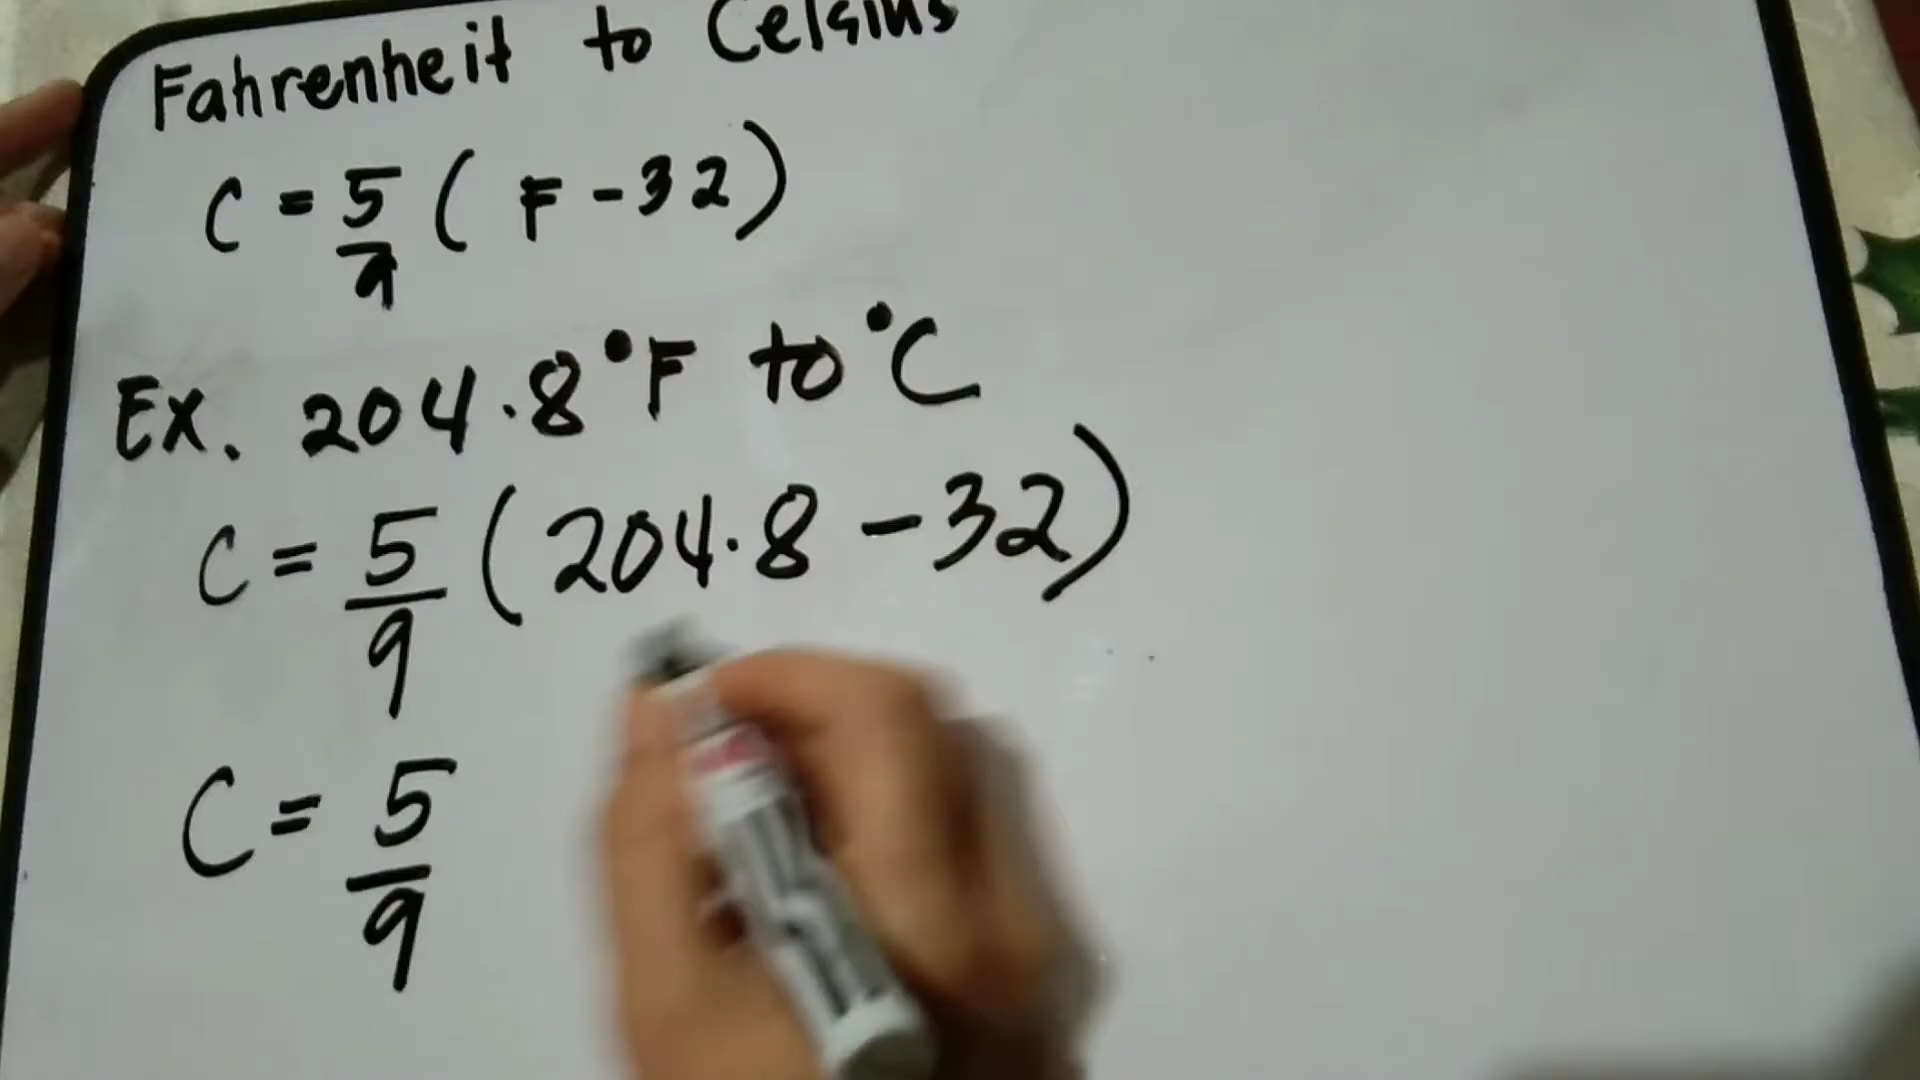 Fahrenheit to Celsius
C = 5/9 ( F - 32)
Ex. 204.8°F to °C
C = 5/9 (204.8 - 32)
C = 5/9